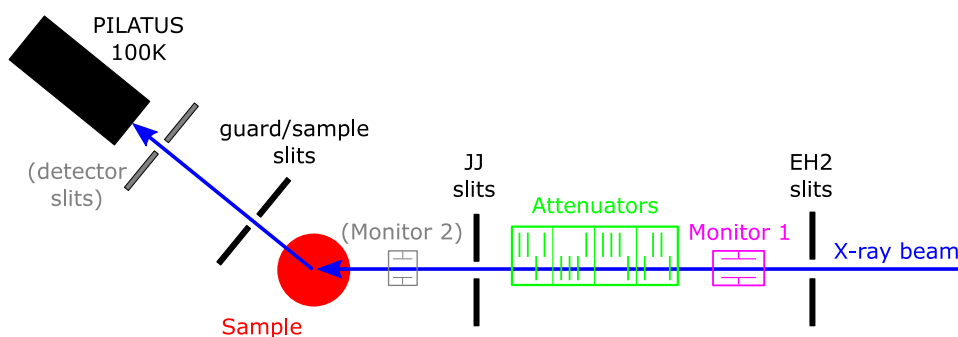 PILATUS
100K
guard/sample
slits
(detector
slits)
JJ
slits
EH2
slits
Attenuators
(Monitor 2)
Monitor 1
X-ray beam
Sample